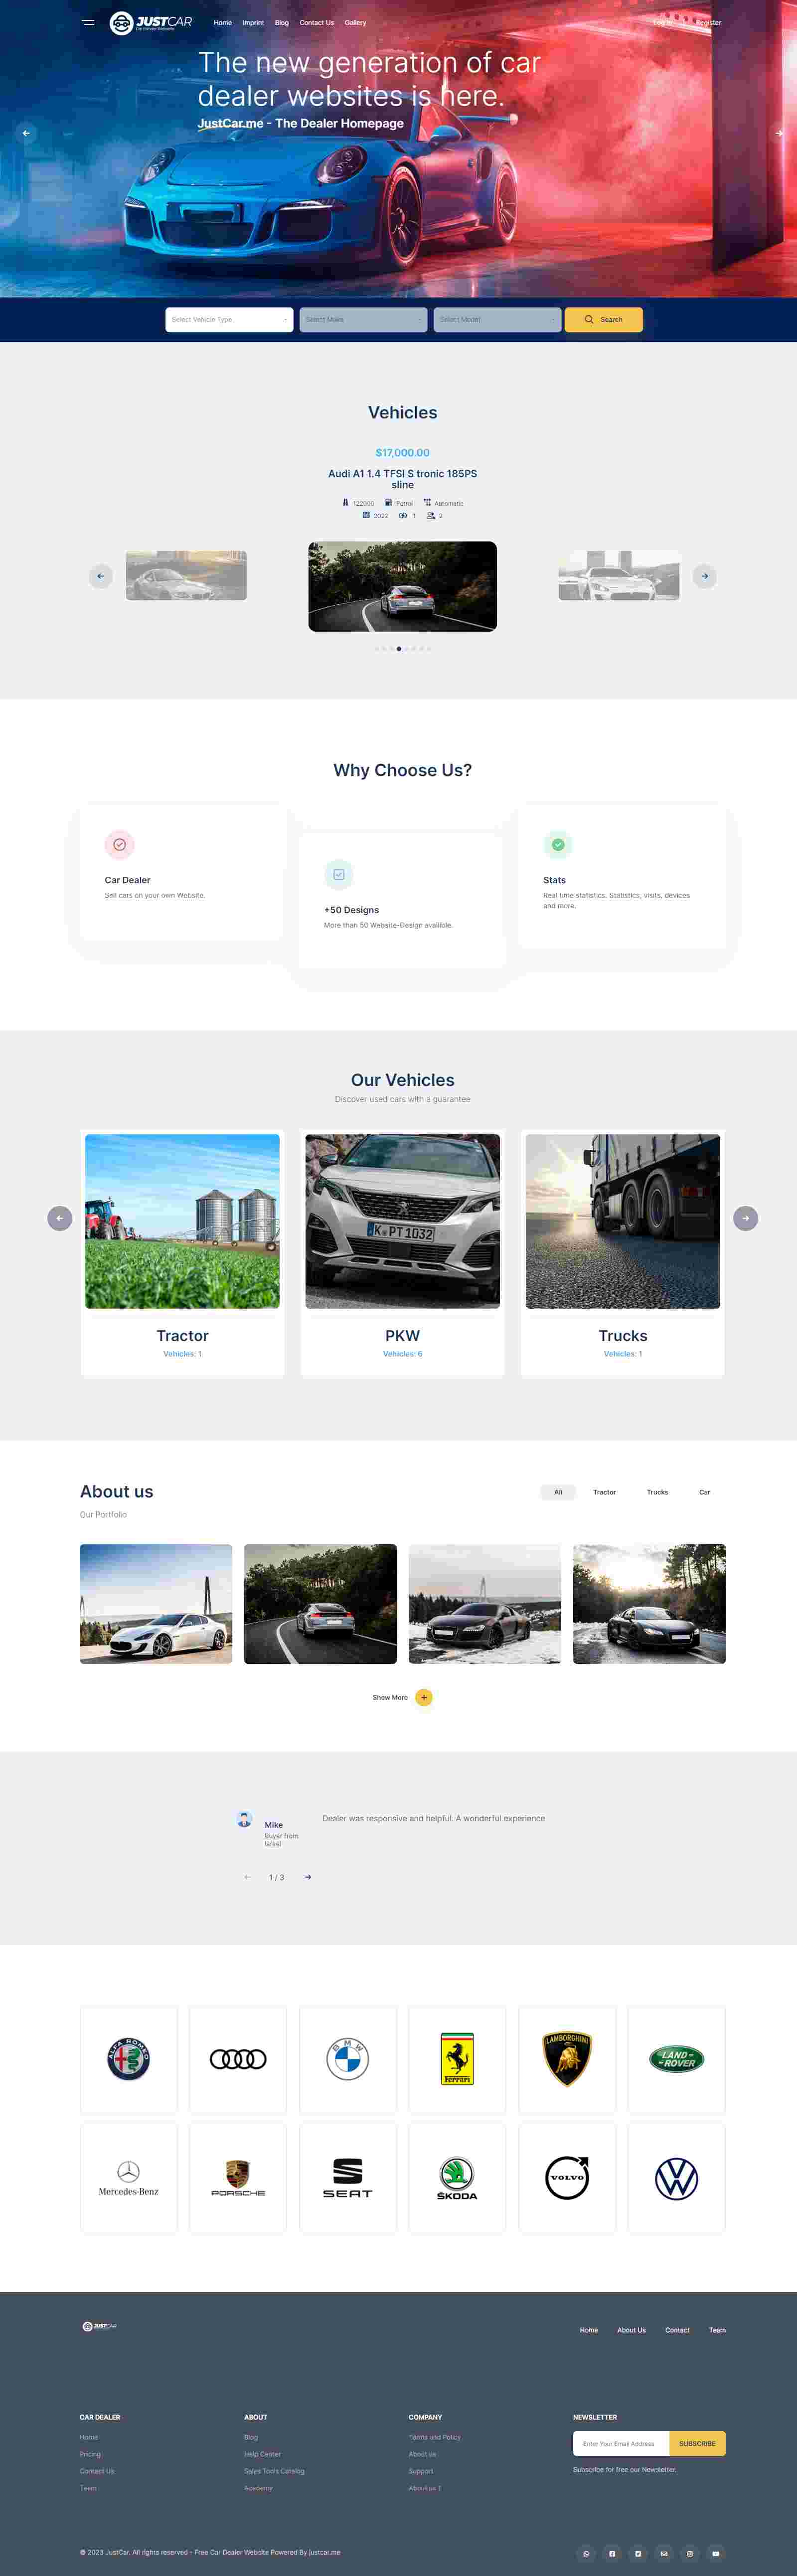 JUSTCAR
Home Imprint Blog Contact Us Gallery
Log In Register
The new generation of car
dealer websites is here.
JustCar.me - The Dealer Homepage
Select Vehicle Type Select Make Select Model Search
Vehicles
$17,000.00
Audi A1 1.4 TFSI S tronic 185PS
sline
122000 Petrol Automatic
2022 1 2
Why Choose Us?
Car Dealer
Sell cars on your own Website.
+50 Designs
More than 50 Website-Design availible.
Stats
Real time statistics. Statistics, visits, devices
and more.
Our Vehicles
Discover used cars with a guarantee
K PT 1032
Tractor
Vehicles: 1
PKW
Vehicles: 6
Trucks
Vehicles: 1
About us
Our Portfolio
All Tractor Trucks Car
Show More
Mike
Buyer from
Israel
Dealer was responsive and helpful. A wonderful experience
1 / 3
ALFA ROMEO
BMW
Ferrari
LAMBORGHINI
LAND-
ROVER
Mercedes-Benz
PORSCHE
SEAT
ŠKODA
VOLVO
JUSTCAR
Home About Us Contact Team
CAR DEALER
Home
Pricing
Contact Us
Team
ABOUT
Blog
Help Center
Sales Tools Catalog
Academy
COMPANY
Terms and Policy
About us
Support
About us 1
NEWSLETTER
Enter Your Email Address SUBSCRIBE
Subscribe for free our Newsletter.
© 2023 JustCar. All rights reserved - Free Car Dealer Website Powered By justcar.me